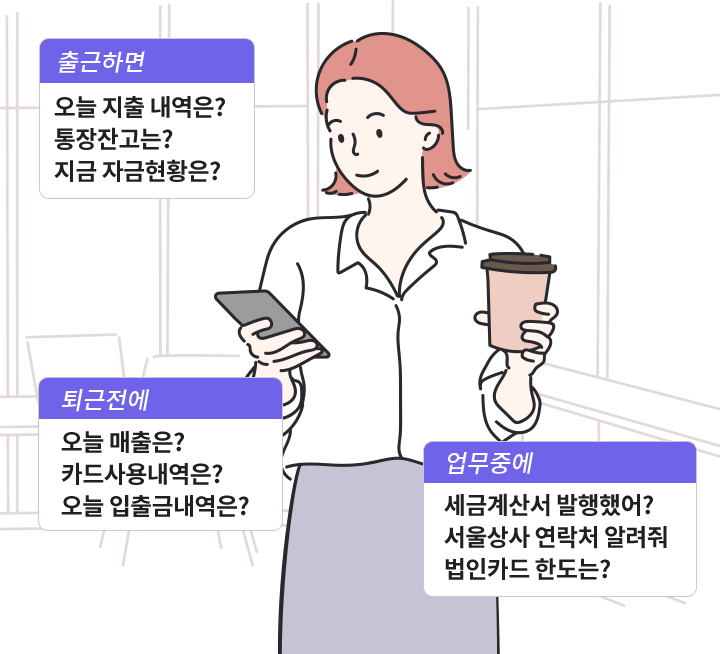 출근하면
오늘 지출 내역은?
통장잔고는?
지금 자금현황은?
퇴근전에
오늘 매출은?
카드사용내역은?
오늘 입출금내역은?
업무중에
세금계산서 발행했어?
서울상사 연락처 알려줘
법인카드 한도는?